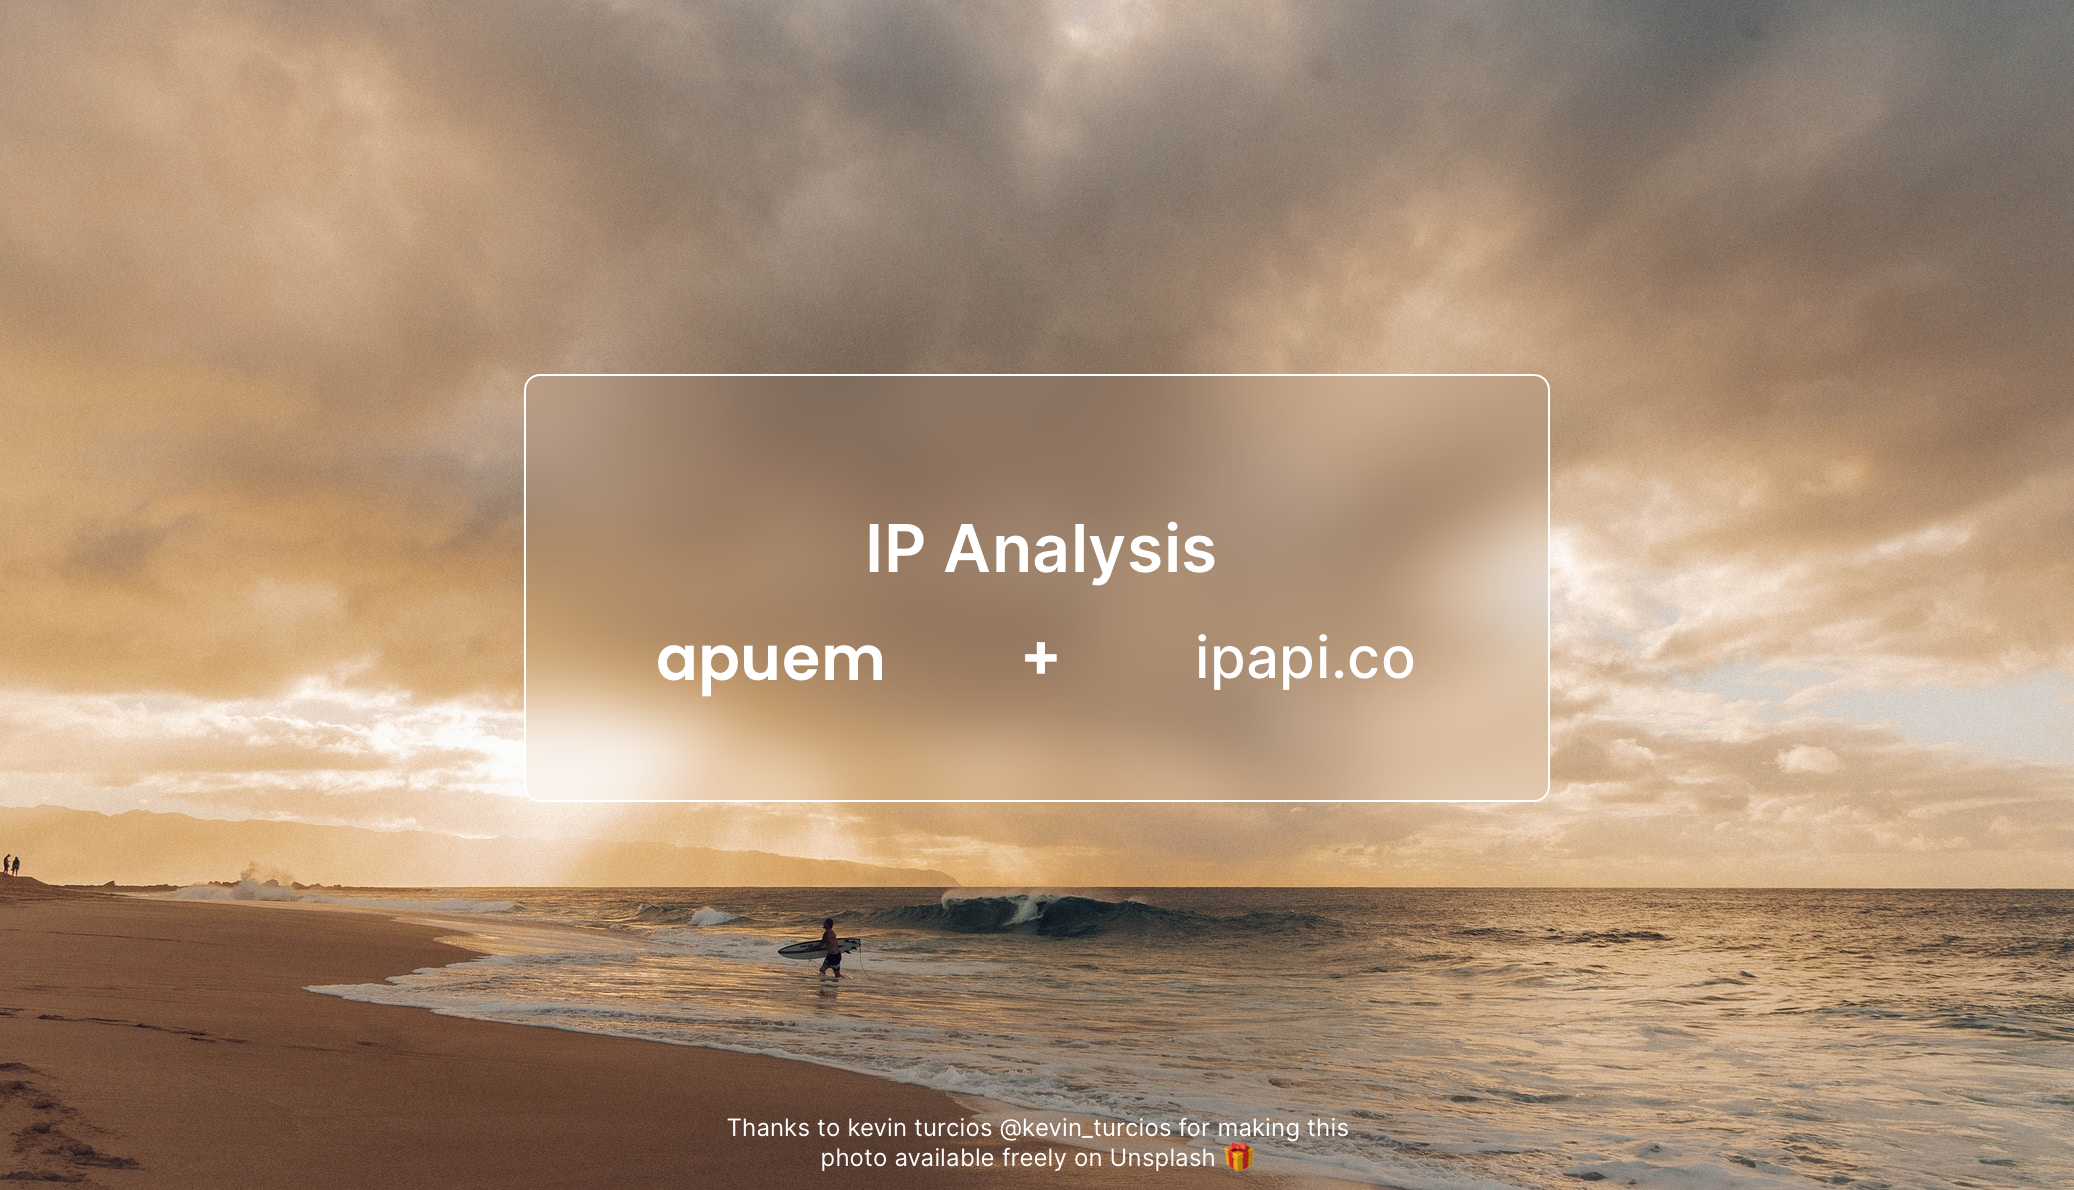 IP Analysis
apuem + ipapi.co
Thanks to kevin turcios @kevin_turcios for making this
photo available freely on Unsplash 🎁